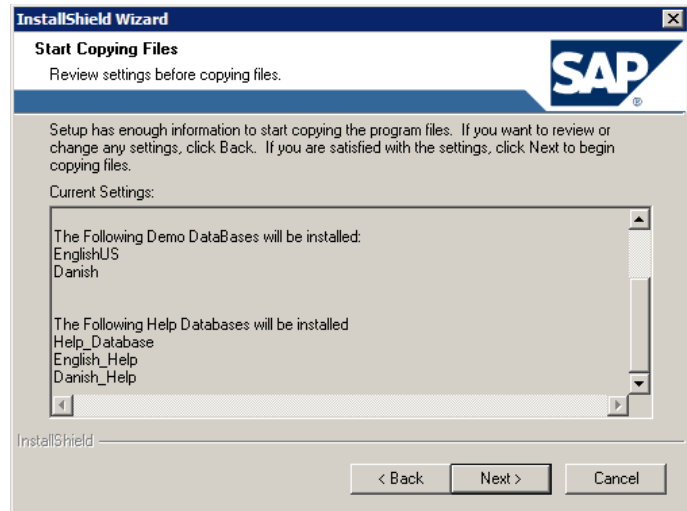 InstallShield Wizard
Start Copying Files
Review settings before copying files.
SAP
®
Setup has enough information to start copying the program files. If you want to review or
change any settings, click Back. If you are satisfied with the settings, click Next to begin
copying files.
Current Settings:
The Following Demo DataBases will be installed:
EnglishUS
Danish
The Following Help Databases will be installed
Help_Database
English_Help
Danish_Help
InstallShield
< Back
Next >
Cancel